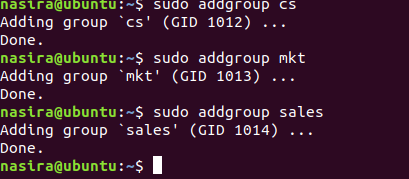 nasira@ubuntu:~$ sudo addgroup cs
Adding group `cs' (GID 1012) ...
Done.
nasira@ubuntu:~$ sudo addgroup mkt
Adding group `mkt' (GID 1013) ...
Done.
nasira@ubuntu:~$ sudo addgroup sales
Adding group `sales' (GID 1014) ...
Done.
nasira@ubuntu:~$